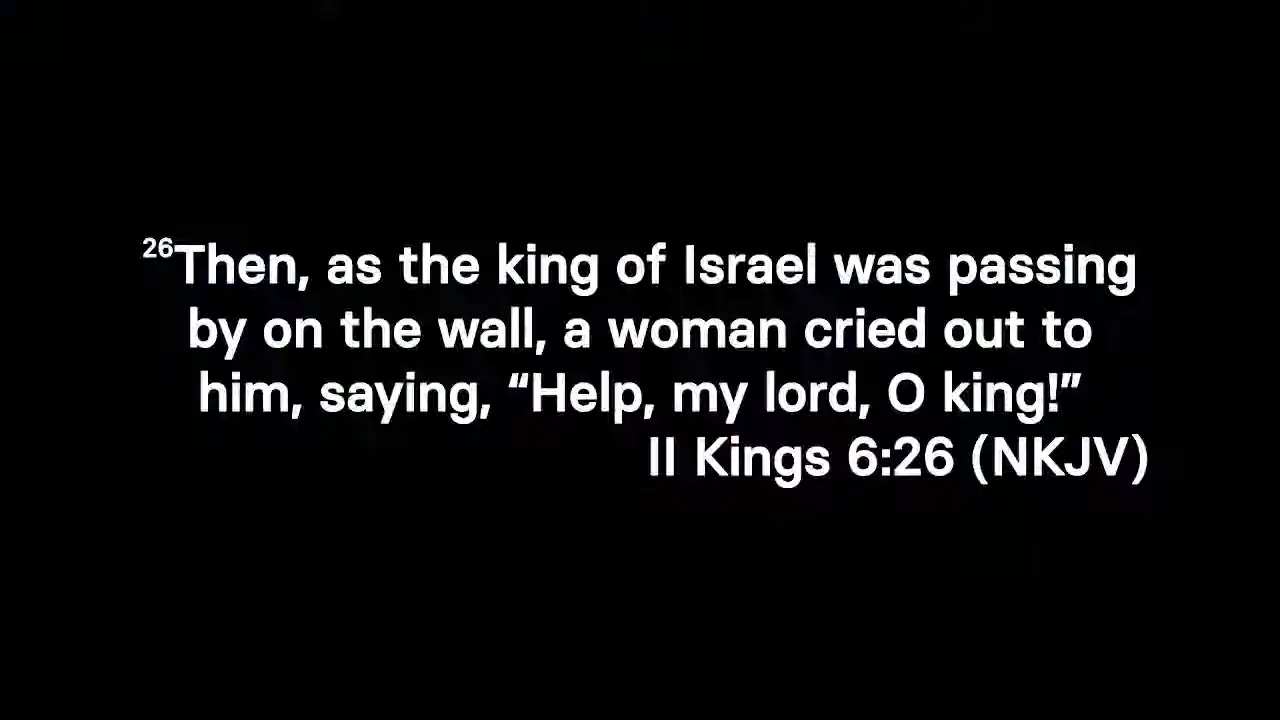 26Then, as the king of Israel was passing
by on the wall, a woman cried out to
him, saying, “Help, my lord, O king!”
II Kings 6:26 (NKJV)